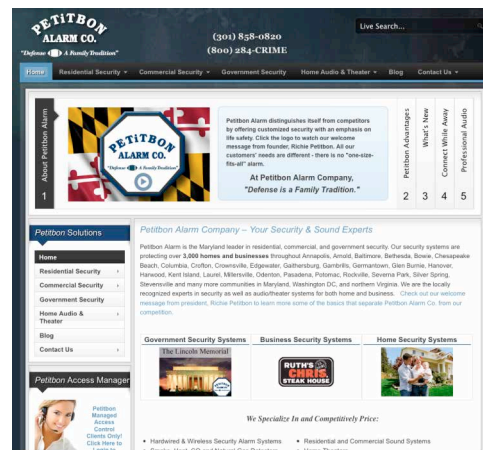 PETITBON
ALARM CO.
"Defense A Family Tradition"
(301) 858-0820
(800) 284-CRIME
Live Search...
Home
Residential Security
Commercial Security
Government Security
Home Audio & Theater
Blog
Contact Us
About Petitbon Alarm
1
PETITBON
ALARM CO.
"Defense A Family Tradition"
Petitbon Alarm distinguishes itself from competitors
by offering customized security with an emphasis on
life safety. Click the logo to watch our welcome
message from founder, Richie Petitbon. All our
customers' needs are different - there is no "one-size-
fits-all" alarm.
At Petitbon Alarm Company,
"Defense is a Family Tradition."
Petitbon Advantages
2
What's New
3
Connect While Away
4
Professional Audio
5
Petitbon Solutions
Home
Residential Security
Commercial Security
Government Security
Home Audio &
Theater
Blog
Contact Us
Petitbon Alarm Company – Your Security & Sound Experts
Petitbon Alarm is the Maryland leader in residential, commercial, and government security. Our security systems are
protecting over 3,000 homes and businesses throughout Annapolis, Arnold, Baltimore, Bethesda, Bowie, Chesapeake
Beach, Columbia, Crofton, Crownsville, Edgewater, Gaithersburg, Gambrills, Germantown, Glen Burnie, Hanover,
Harwood, Kent Island, Laurel, Millersville, Odenton, Pasadena, Potomac, Rockville, Severna Park, Silver Spring,
Stevensville and many more communities in Maryland, Washington DC, and northern Virginia. We are the locally
recognized experts in security as well as audio/theater systems for both home and business. Check out our welcome
message from president, Richie Petitbon to learn more some of the basics that separate Petitbon Alarm Co. from our
competition.
Government Security Systems
The Lincoln Memorial
Business Security Systems
RUTH'S
CHRIS
STEAK HOUSE
Home Security Systems
Petitbon Access Manager
Petitbon
Managed
Access
Control
Clients Only!
Click Here to
Login to
We Specialize In and Competitively Price:
Hardwired & Wireless Security Alarm Systems
Residential and Commercial Sound Systems
Smoke, Heat, CO and Natural Gas Detectors
Home Theaters